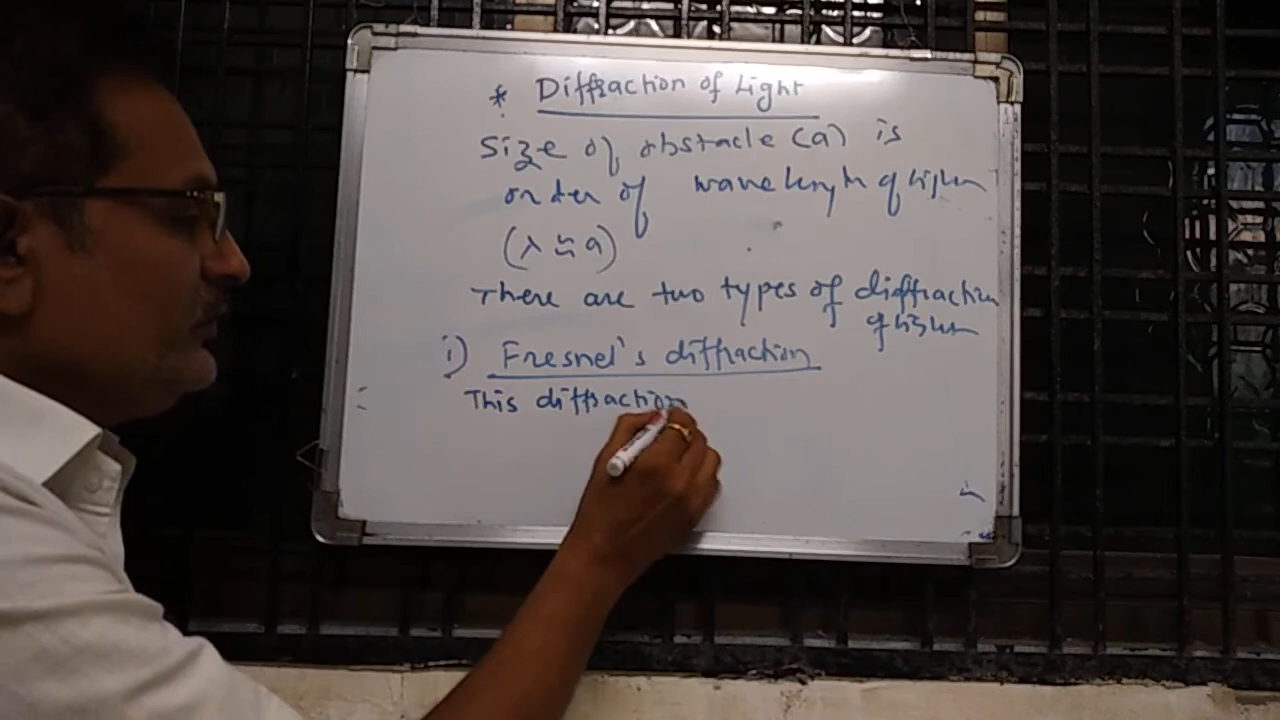 * Diffraction of Light
Size of obstacle (a) is
order of wavelength of light
(λ ≈ a)
There are two types of diffraction
of light
i) Fresnel's diffraction
This diffraction